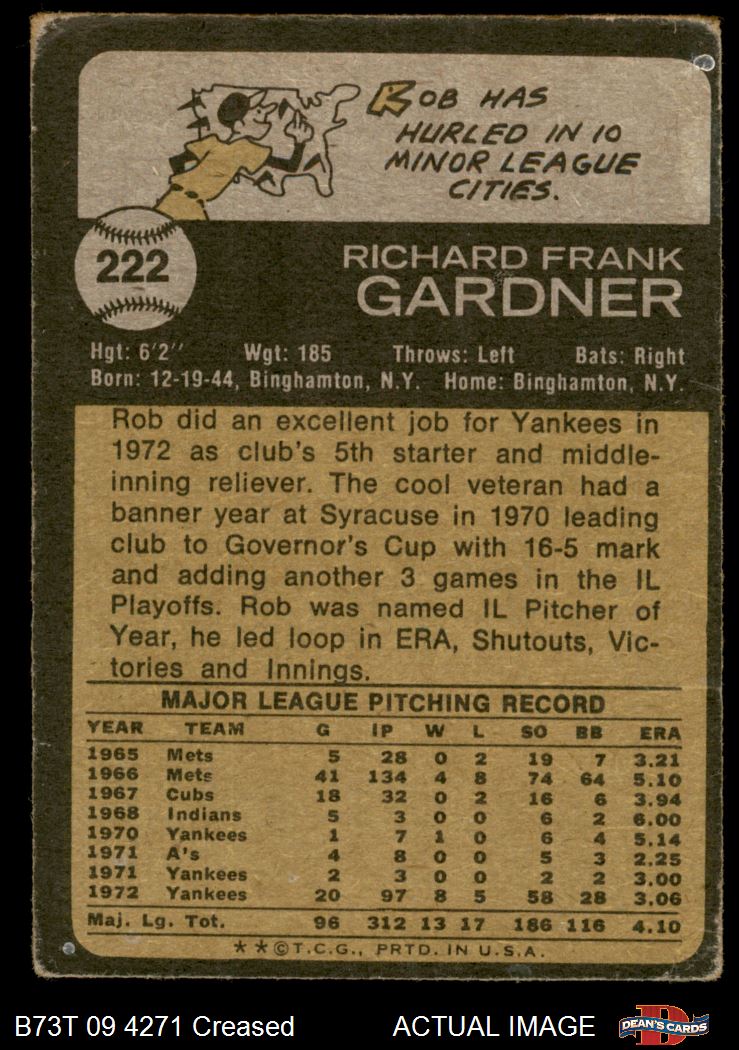 ROB HAS
HURLED IN 10
MINOR LEAGUE
CITIES.
222
RICHARD FRANK
GARDNER
Hgt: 6'2" Wgt: 185 Throws: Left Bats: Right
Born: 12-19-44, Binghamton, N.Y. Home: Binghamton, N.Y.
Rob did an excellent job for Yankees in
1972 as club's 5th starter and middle-
inning reliever. The cool veteran had a
banner year at Syracuse in 1970 leading
club to Governor's Cup with 16-5 mark
and adding another 3 games in the IL
Playoffs. Rob was named IL Pitcher of
Year, he led loop in ERA, Shutouts, Vic-
tories and Innings.
MAJOR LEAGUE PITCHING RECORD
YEAR TEAM G IP W L SO BB ERA
1965 Mets 5 28 0 2 19 7 3.21
1966 Mets 41 134 4 8 74 64 5.10
1967 Cubs 18 32 0 2 16 6 3.94
1968 Indians 5 3 0 0 6 2 6.00
1970 Yankees 1 7 1 0 6 4 5.14
1971 A's 4 8 0 0 5 3 2.25
1971 Yankees 2 3 0 0 2 2 3.00
1972 Yankees 20 97 8 5 58 28 3.06
Maj. Lg. Tot. 96 312 13 17 186 116 4.10
* * © T.C.G., PRTD. IN U.S.A.
B73T 09 4271 Creased ACTUAL IMAGE DEAN'S CARDS